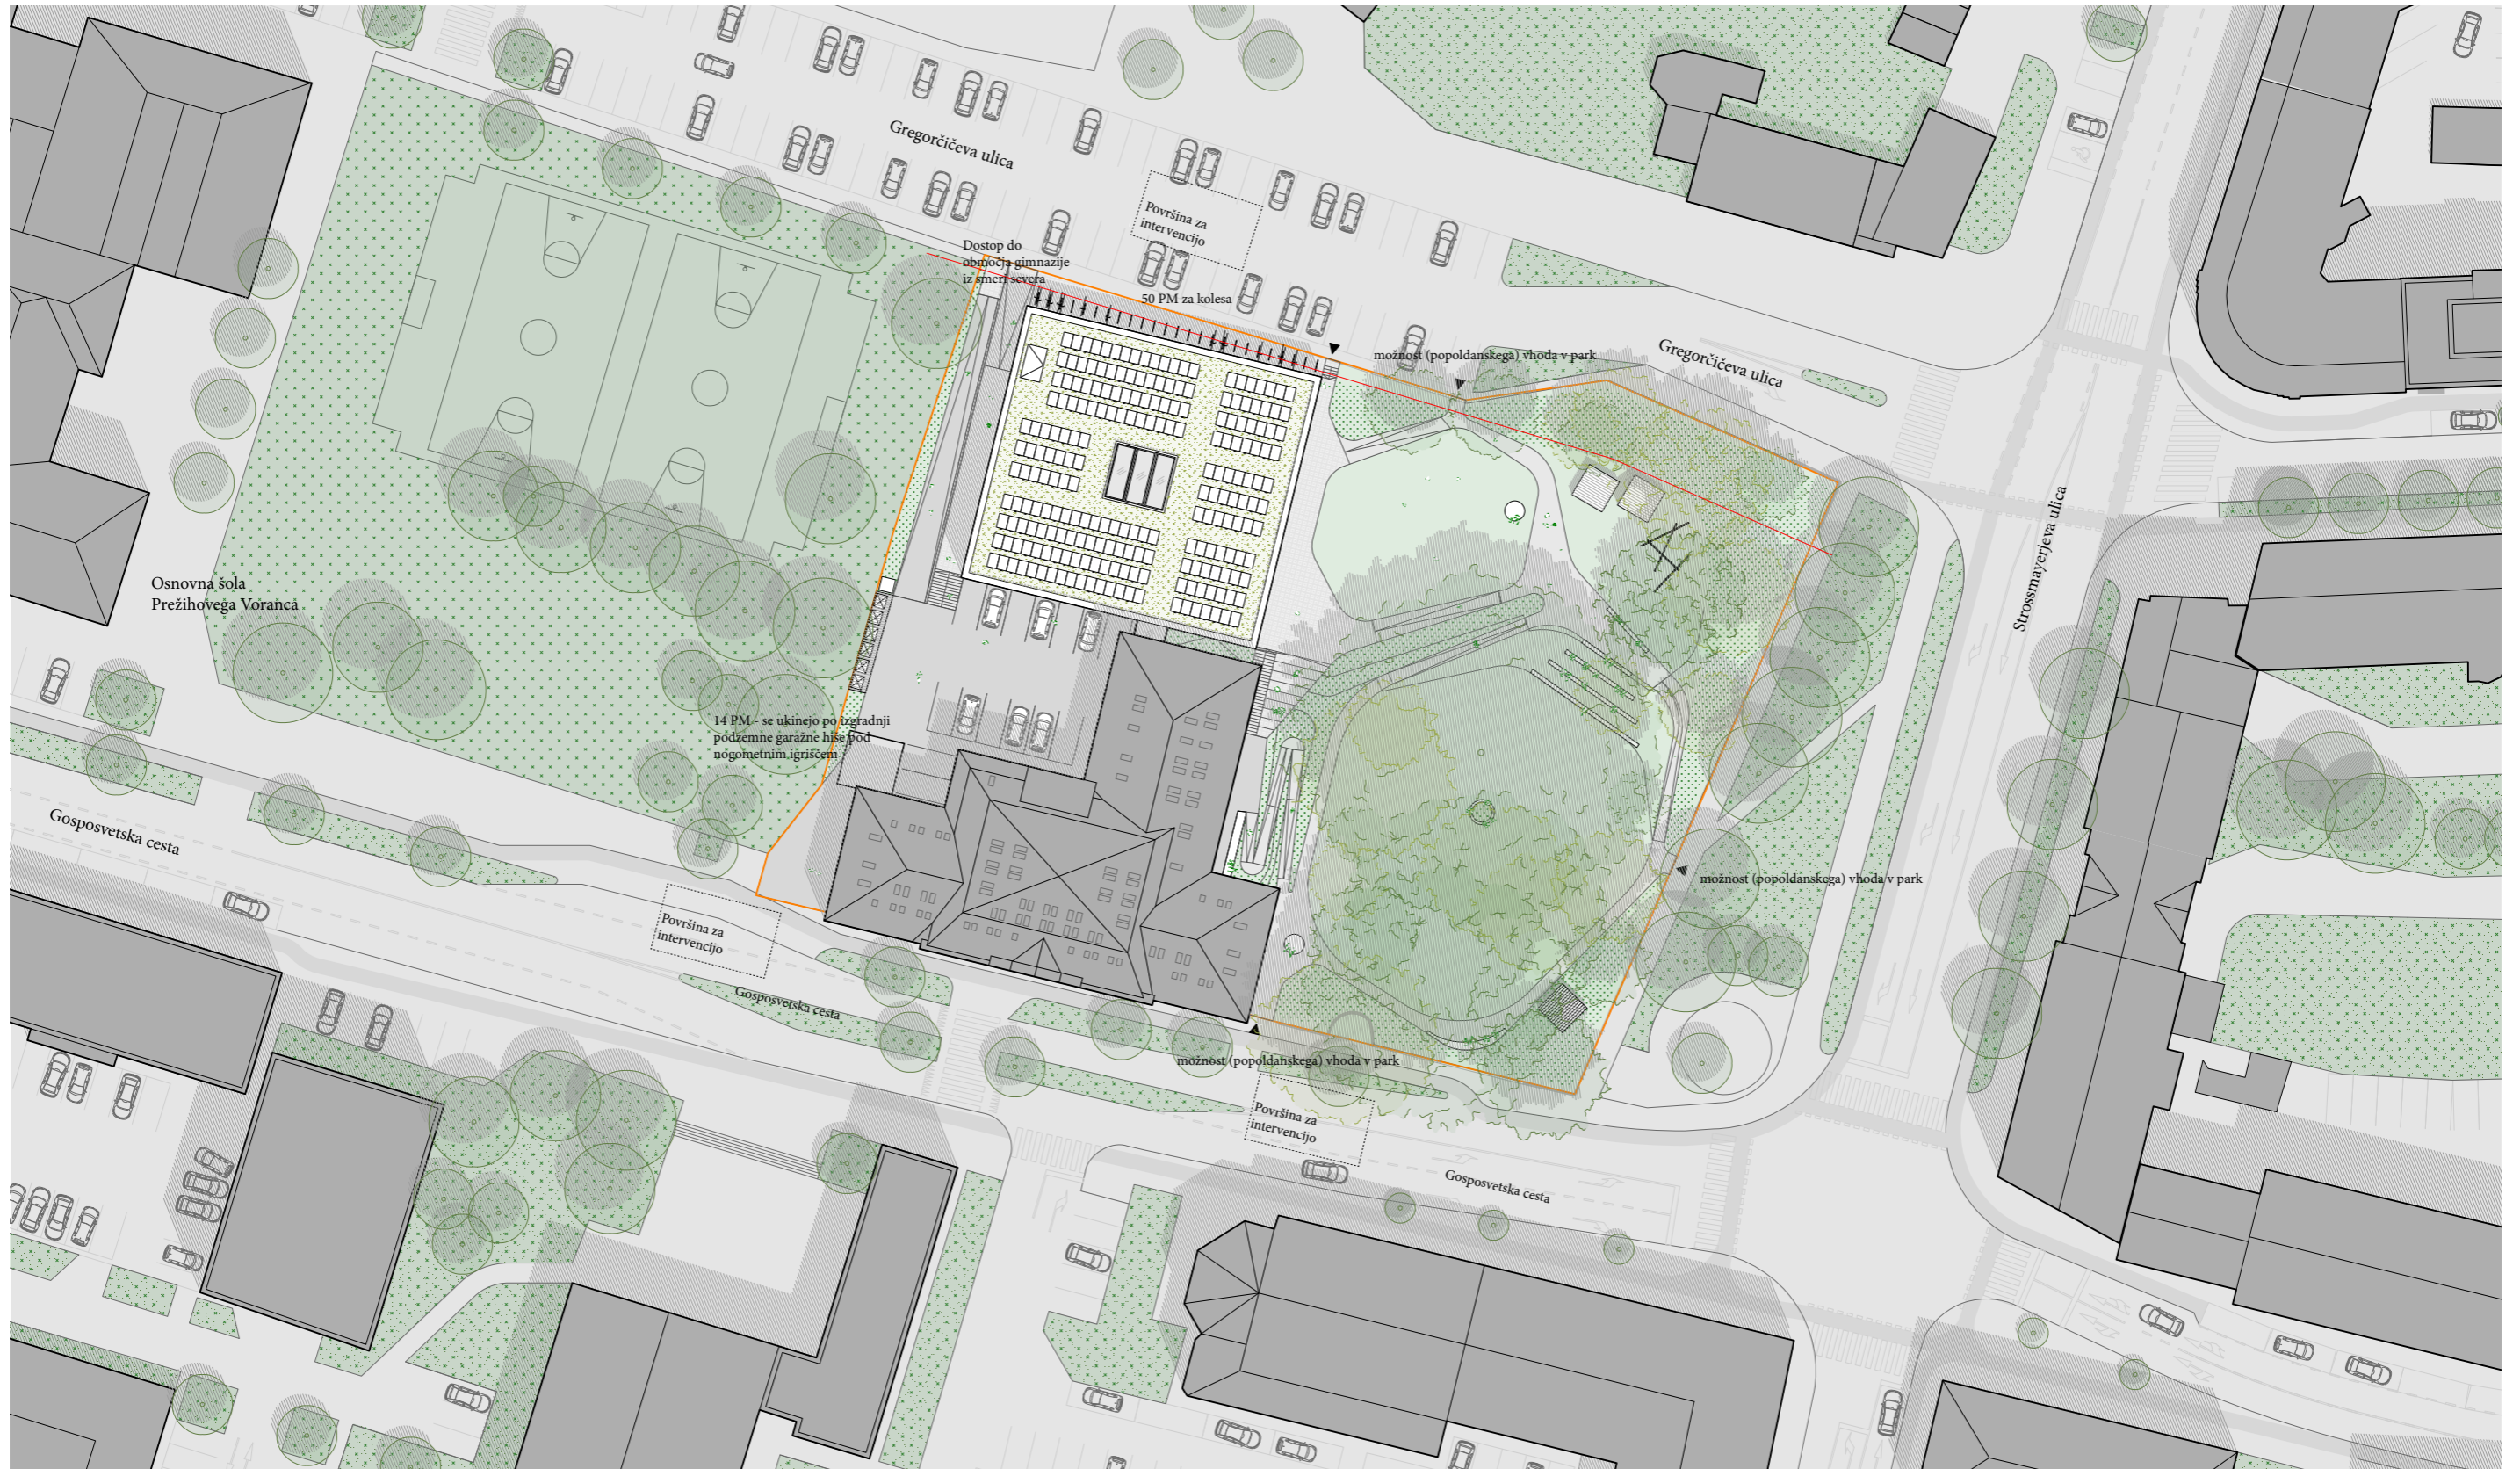 Gregorčičeva ulica
Površina za
intervencijo
Dostop do
območja gimnazije
iz smeri severa
50 PM za kolesa
možnost (popoldanskega) vhoda v park
Gregorčičeva ulica
Strossmayerjeva ulica
Osnovna šola
Prežihovega Voranca
14 PM - se ukinejo po izgradnji
podzemne garažne hiše pod
nogometnim igriščem
Gosposvetska cesta
možnost (popoldanskega) vhoda v park
Površina za
intervencijo
Gosposvetska cesta
možnost (popoldanskega) vhoda v park
Površina za
intervencijo
Gosposvetska cesta